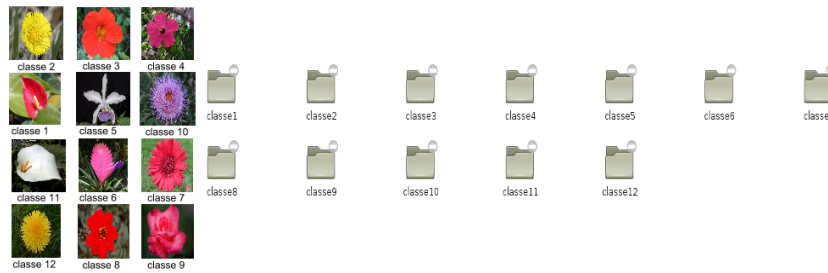 classe 2 classe 3 classe 4
classe 1 classe 5 classe 10
classe 11 classe 6 classe 7
classe 12 classe 8 classe 9
classe1 classe2 classe3 classe4 classe5 classe6 classe
classe8 classe9 classe10 classe11 classe12